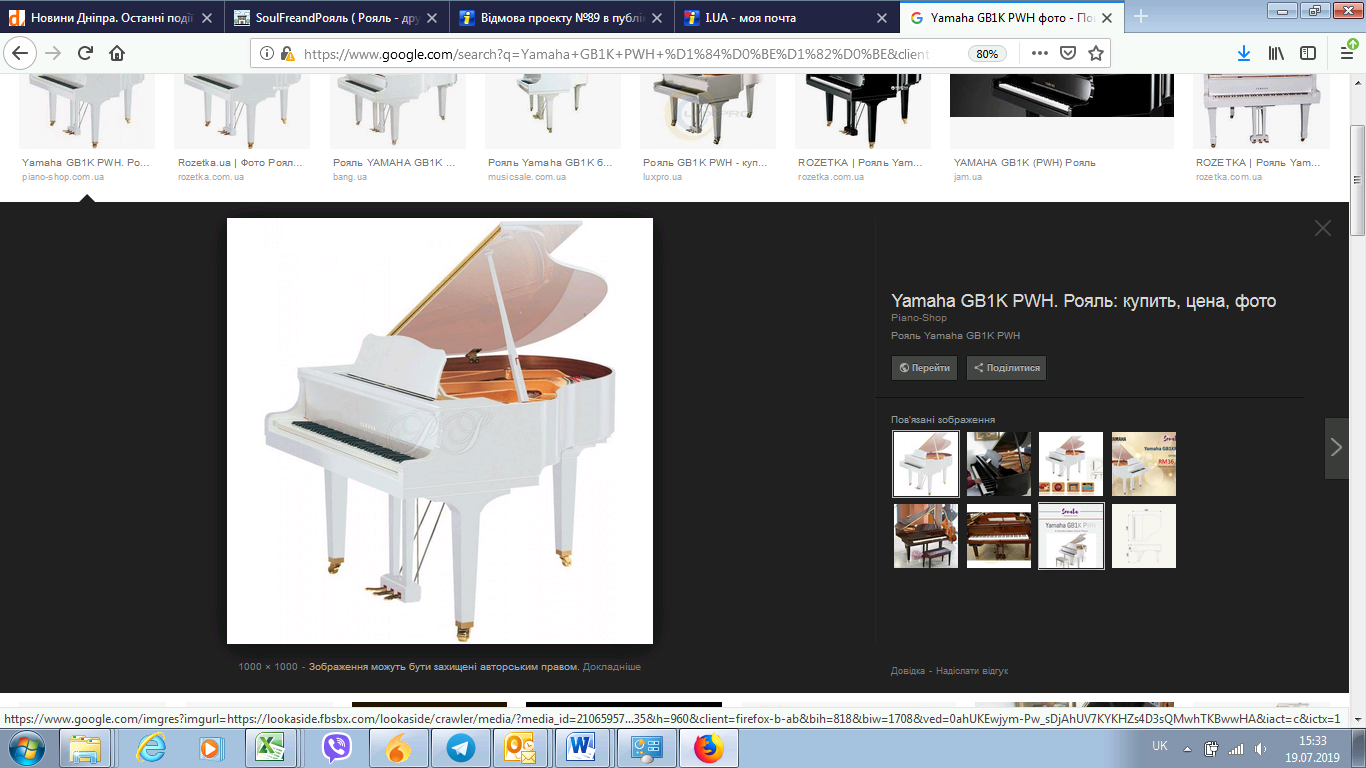 Новини Дніпра. Останні події
SoulFreandРояль ( Рояль - дру
Відмова проекту №89 в публік
I.UA - моя почта
Yamaha GB1K PWH фото - По
https://www.google.com/search?q=Yamaha+GB1K+PWH+%D1%84%D0%BE%D1%82%D0%BE&client
80%
Yamaha GB1K PWH. Ро...
piano-shop.com.ua
Rozetka.ua | Фото Роял...
rozetka.com.ua
Рояль YAMAHA GB1K ...
bang.ua
Рояль Yamaha GB1K б...
musicsale.com.ua
Рояль GB1K PWH - куп...
luxpro.ua
ROZETKA | Рояль Yam...
rozetka.com.ua
YAMAHA GB1K (PWH) Рояль
jam.ua
ROZETKA | Рояль Yam...
rozetka.com.ua
Yamaha GB1K PWH. Рояль: купить, цена, фото
Piano-Shop
Рояль Yamaha GB1K PWH
Перейти
Поділитися
Пов'язані зображення
Sonata
RM36
Sonata
Yamaha GB1K PWH
1000 × 1000 - Зображення можуть бути захищені авторським правом. Докладніше
Довідка - Надіслати відгук
https://www.google.com/imgres?imgurl=https://lookaside.fbsbx.com/lookaside/crawler/media/?media_id=21065957...35&h=960&client=firefox-b-ab&bih=818&biw=1708&ved=0ahUKEwjym-Pw_sDjAhUV7KYKHZs4D3sQMwhTKBwwHA&iact=c&ictx=1
UK
15:33
19.07.2019